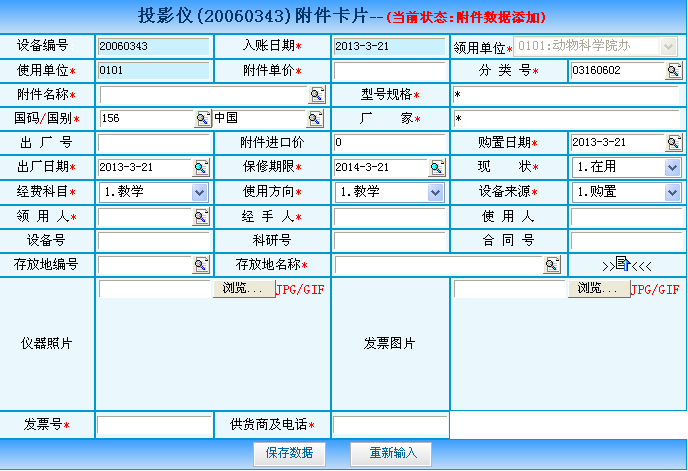 投影仪(20060343)附件卡片--(当前状态:附件数据添加)
设备编号 20060343 入账日期* 2013-3-21 领用单位* 0101:动物科学院办
使用单位* 0101 附件单价* 分 类 号* 03160602
附件名称* 型号规格* *
国码/国别* 156 中国 厂 家* *
出 厂 号 附件进口价 0 购置日期* 2013-3-21
出厂日期* 2013-3-21 保修期限* 2014-3-21 现 状* 1.在用
经费科目* 1.教学 使用方向* 1.教学 设备来源* 1.购置
领 用 人* 经 手 人* 使 用 人
设备号 科研号 合 同 号
存放地编号 存放地名称* >><<<
仪器照片 浏览... JPG/GIF 发票图片 浏览... JPG/GIF
发票号* 供货商及电话*
保存数据 重新输入